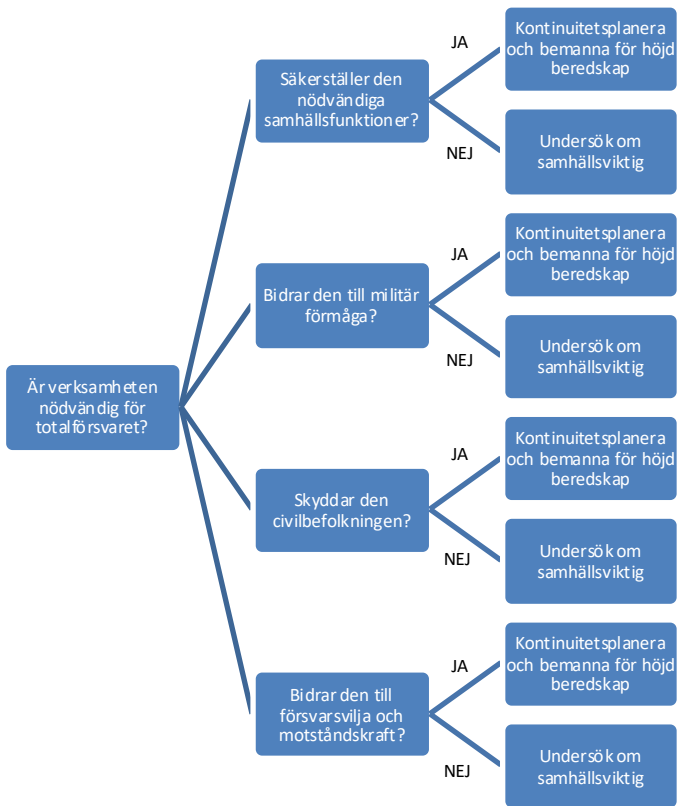 Är verksamheten
nödvändig för
totalförsvaret?
Säkerställer den
nödvändiga
samhällsfunktioner?
JA
Kontinuitetsplanera
och bemanna för höjd
beredskap
NEJ
Undersök om
samhällsviktig
Bidrar den till militär
förmåga?
JA
Kontinuitetsplanera
och bemanna för höjd
beredskap
NEJ
Undersök om
samhällsviktig
Skyddar den
civilbefolkningen?
JA
Kontinuitetsplanera
och bemanna för höjd
beredskap
NEJ
Undersök om
samhällsviktig
Bidrar den till
försvarsvilja och
motståndskraft?
JA
Kontinuitetsplanera
och bemanna för höjd
beredskap
NEJ
Undersök om
samhällsviktig